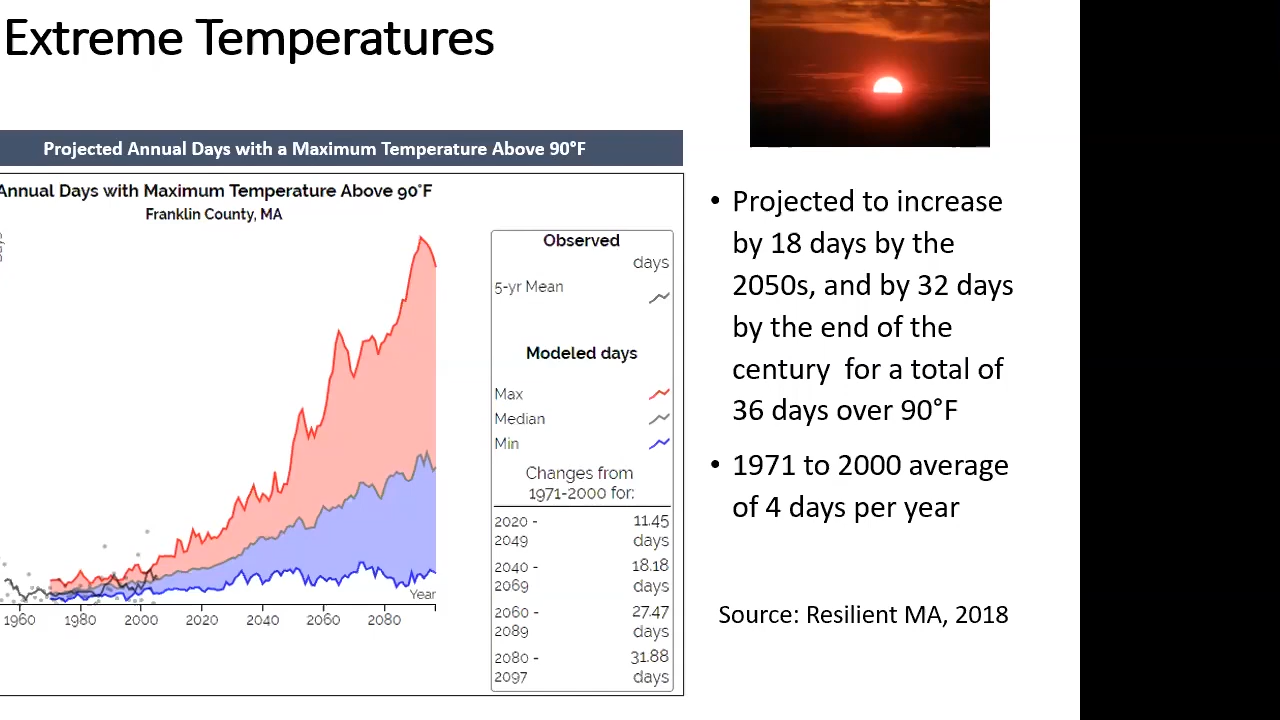 Extreme Temperatures
Projected Annual Days with a Maximum Temperature Above 90°F
Annual Days with Maximum Temperature Above 90°F
Franklin County, MA
Days
Observed
days
5-yr Mean
Modeled days
Max
Median
Min
Changes from
1971-2000 for:
2020 - 11.45
2049 days
2040 - 18.18
2069 days
2060 - 27.47
2089 days
2080 - 31.88
2097 days
Year
1960 1980 2000 2020 2040 2060 2080
• Projected to increase
by 18 days by the
2050s, and by 32 days
by the end of the
century for a total of
36 days over 90°F
• 1971 to 2000 average
of 4 days per year
Source: Resilient MA, 2018